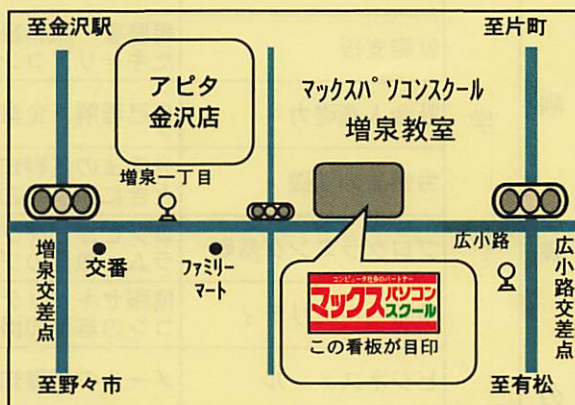 至金沢駅
至片町
アピタ
金沢店
マックスパソコンスクール
増泉教室
増泉一丁目
増泉交差点
交番
ファミリー
マート
広小路
広小路交差点
コンピュータ社会のパートナー
マックス パソコン
スクール
この看板が目印
至野々市
至有松